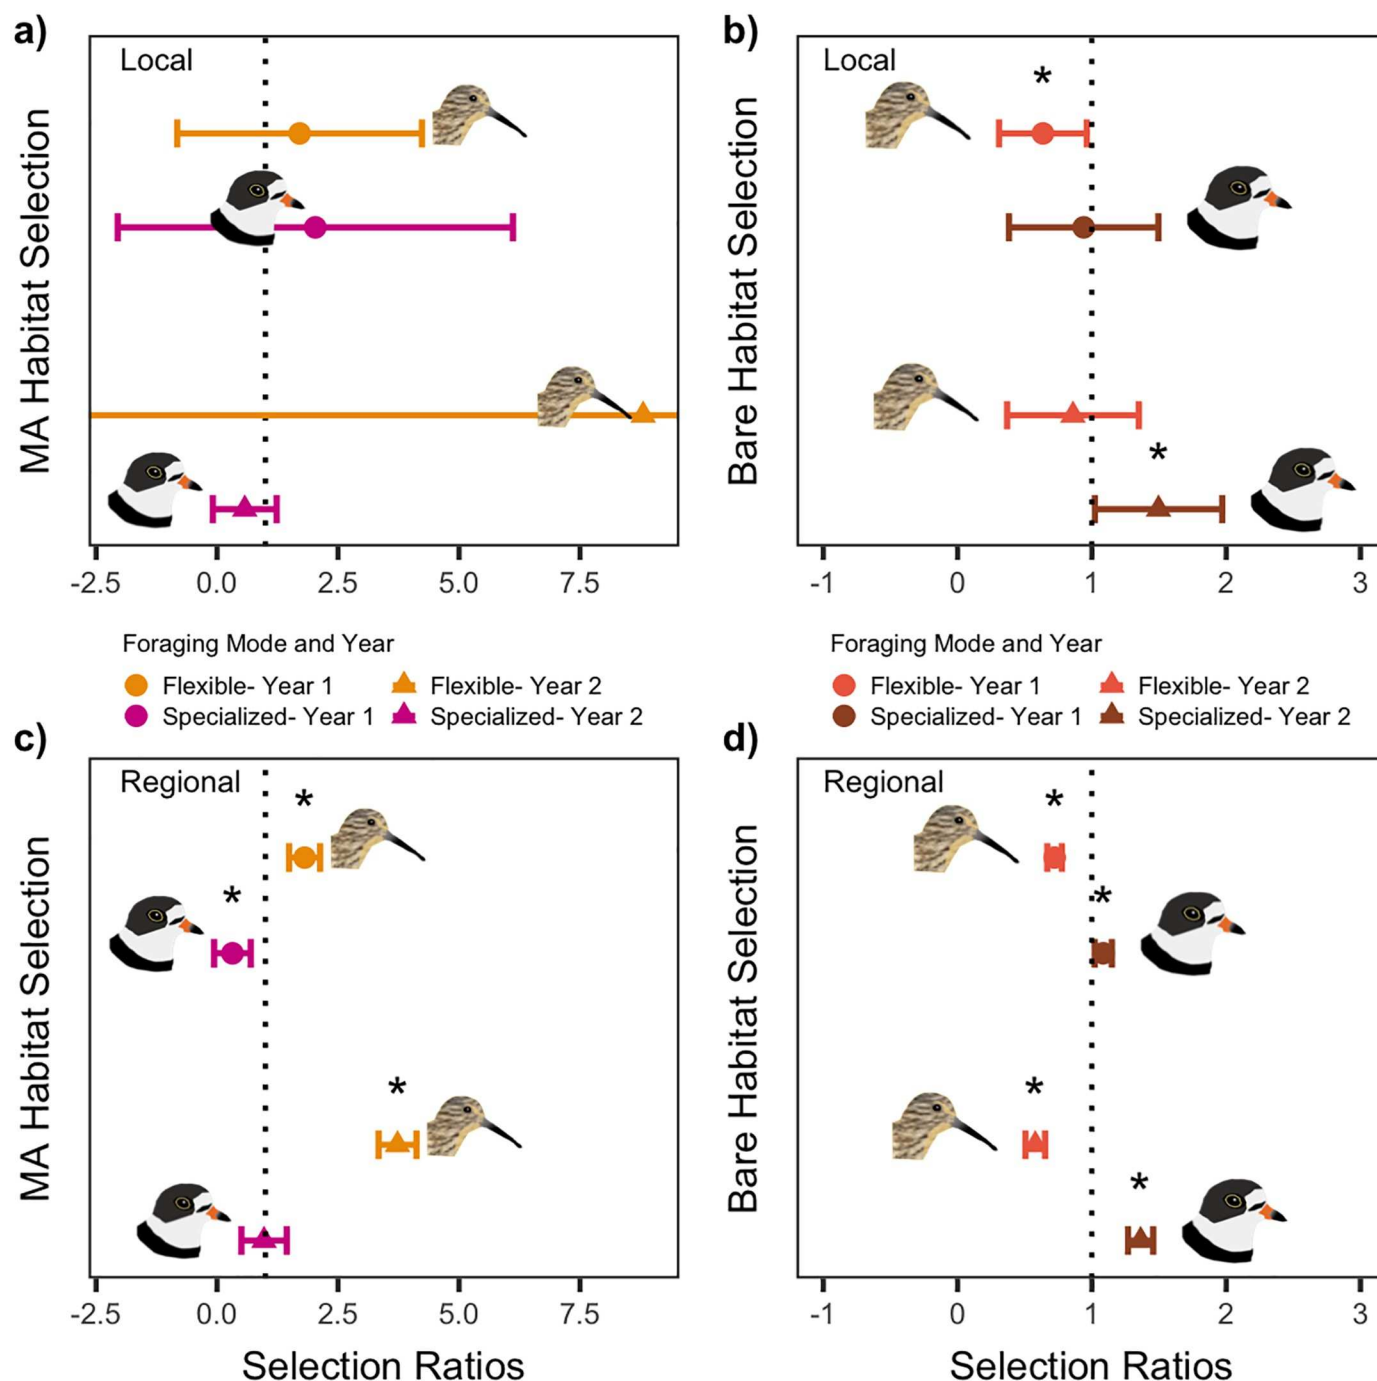 a)
Local
MA Habitat Selection
-2.5 0.0 2.5 5.0 7.5
b)
Local
*
*
Bare Habitat Selection
-1 0 1 2 3
Foraging Mode and Year
Flexible- Year 1 Flexible- Year 2
Specialized- Year 1 Specialized- Year 2
Foraging Mode and Year
Flexible- Year 1 Flexible- Year 2
Specialized- Year 1 Specialized- Year 2
c)
Regional
*
*
*
MA Habitat Selection
-2.5 0.0 2.5 5.0 7.5
Selection Ratios
d)
Regional
*
*
*
*
Bare Habitat Selection
-1 0 1 2 3
Selection Ratios